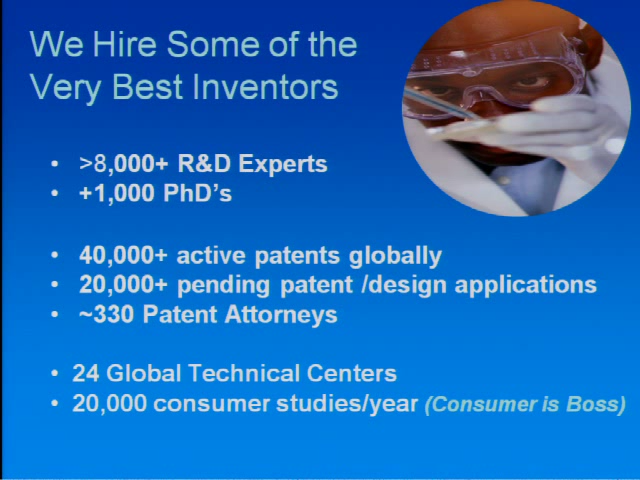 We Hire Some of the
Very Best Inventors
• >8,000+ R&D Experts
• +1,000 PhD’s
• 40,000+ active patents globally
• 20,000+ pending patent /design applications
• ~330 Patent Attorneys
• 24 Global Technical Centers
• 20,000 consumer studies/year (Consumer is Boss)